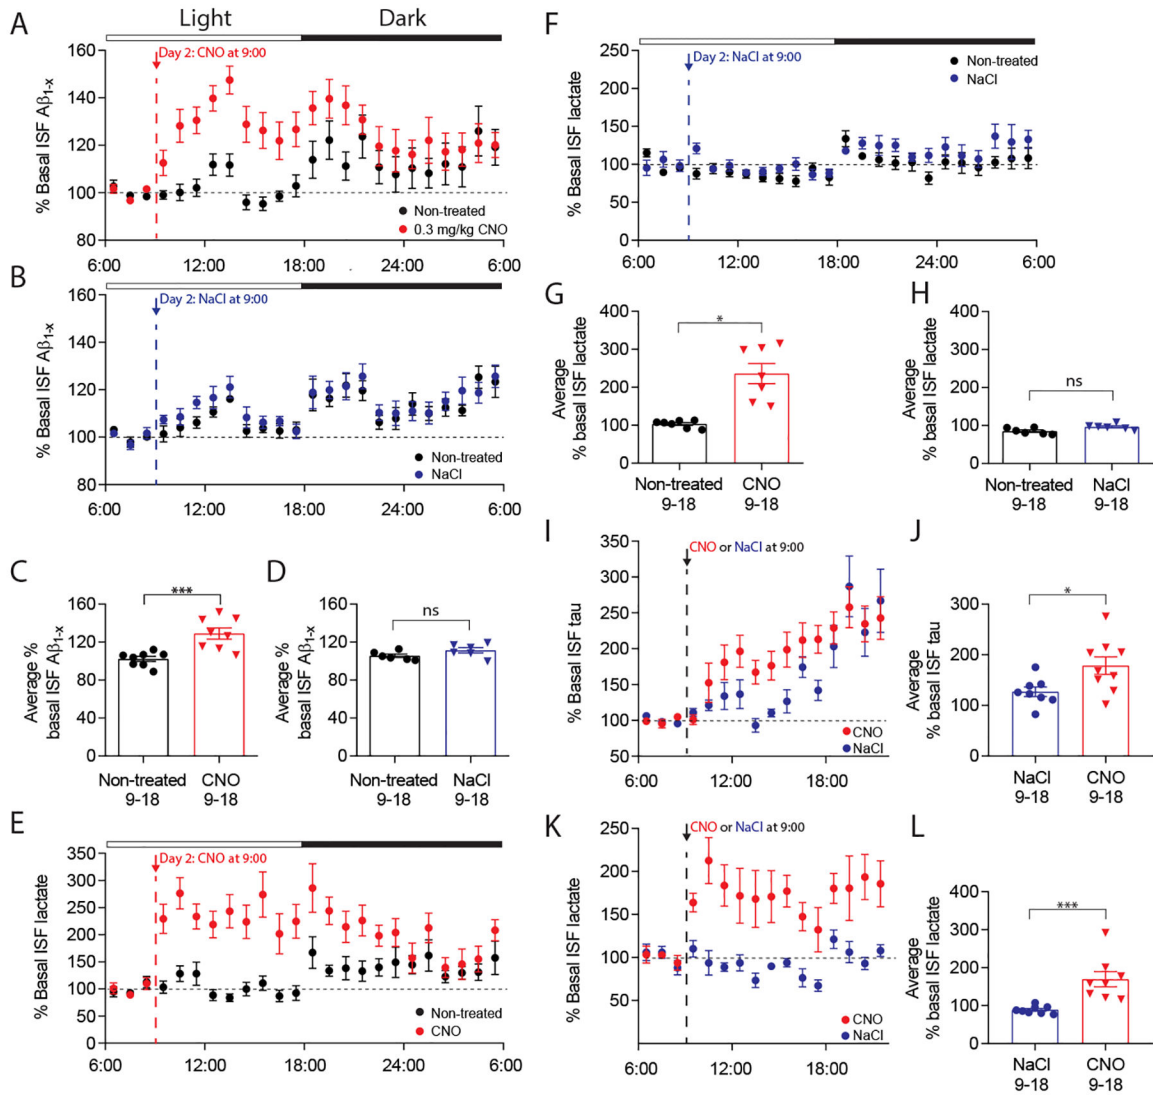 A
Light
Dark
Day 2: CNO at 9:00
% Basal ISF Aβ1-x
160
140
120
100
80
Non-treated
0.3 mg/kg CNO
6:00
12:00
18:00
24:00
6:00
B
Day 2: NaCl at 9:00
% Basal ISF Aβ1-x
160
140
120
100
80
Non-treated
NaCl
6:00
12:00
18:00
24:00
6:00
C
Average %
basal ISF Aβ1-x
160
120
80
40
0
***
Non-treated
9-18
CNO
9-18
D
Average %
basal ISF Aβ1-x
160
120
80
40
0
ns
Non-treated
9-18
NaCl
9-18
E
Day 2: CNO at 9:00
% Basal ISF lactate
350
300
250
200
150
100
50
0
Non-treated
CNO
6:00
12:00
18:00
24:00
6:00
F
Day 2: NaCl at 9:00
% Basal ISF lactate
250
200
150
100
50
0
Non-treated
NaCl
6:00
12:00
18:00
24:00
6:00
G
Average
% basal ISF lactate
400
300
200
100
0
*
Non-treated
9-18
CNO
9-18
H
Average
% basal ISF lactate
400
300
200
100
0
ns
Non-treated
9-18
NaCl
9-18
I
CNO or NaCl at 9:00
% Basal ISF tau
350
300
250
200
150
100
50
CNO
NaCl
6:00
12:00
18:00
J
Average
% basal ISF tau
300
200
100
0
*
NaCl
9-18
CNO
9-18
K
CNO or NaCl at 9:00
% Basal ISF lactate
250
200
150
100
50
CNO
NaCl
6:00
12:00
18:00
L
Average
% basal ISF lactate
400
300
200
100
0
***
NaCl
9-18
CNO
9-18